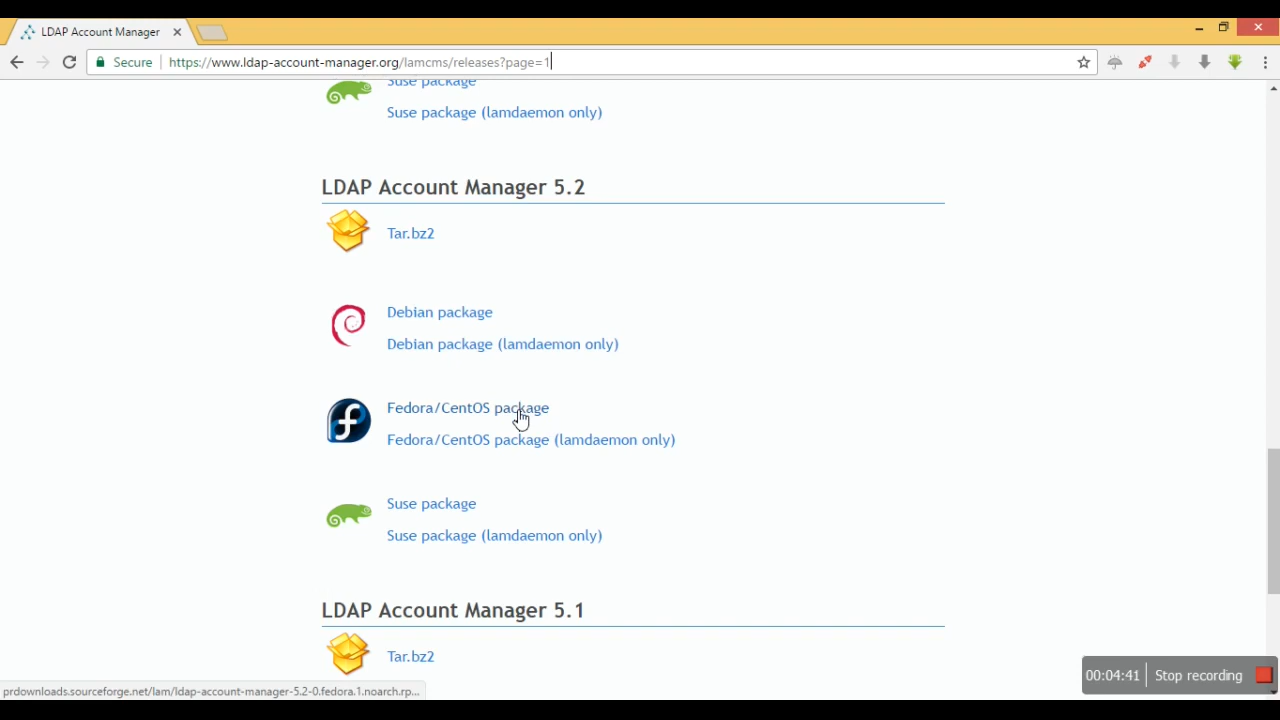 LDAP Account Manager
Secure https://www.ldap-account-manager.org/lamcms/releases?page=1
Suse package
Suse package (lamdaemon only)
LDAP Account Manager 5.2
Tar.bz2
Debian package
Debian package (lamdaemon only)
Fedora/CentOS package
Fedora/CentOS package (lamdaemon only)
Suse package
Suse package (lamdaemon only)
LDAP Account Manager 5.1
Tar.bz2
00:04:41 Stop recording
prdownloads.sourceforge.net/lam/ldap-account-manager-5.2-0.fedora.1.noarch.rp...